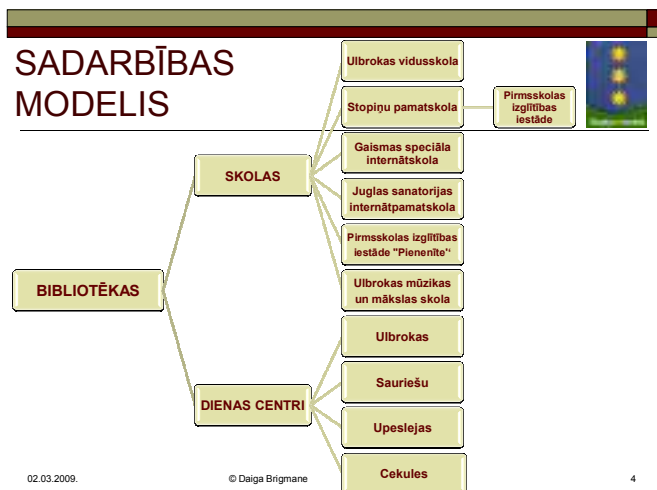 SADARBĪBAS
MODELIS
BIBLIOTĒKAS
SKOLAS
Ulbrokas vidusskola
Stopiņu pamatskola
Pirmsskolas
izglītības
iestāde
Gaismas speciāla
internātskola
Juglas sanatorijas
internātpamatskola
Pirmsskolas izglītības
iestāde "Pienenīte"
Ulbrokas mūzikas
un mākslas skola
DIENAS CENTRI
Ulbrokas
Sauriešu
Upeslejas
Cekules
02.03.2009.
© Daiga Brigmane
4